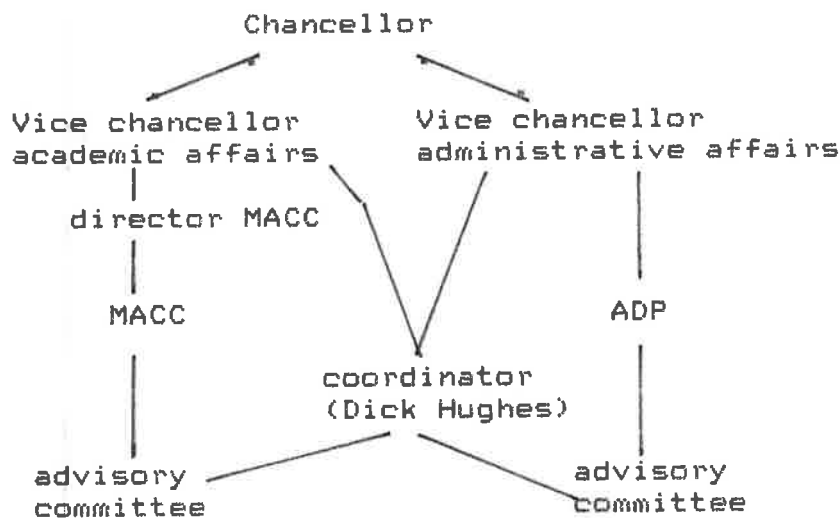 Chancellor
Vice chancellor
academic affairs
Vice chancellor
administrative affairs
director MACC
MACC
ADP
coordinator
(Dick Hughes)
advisory
committee
advisory
committee